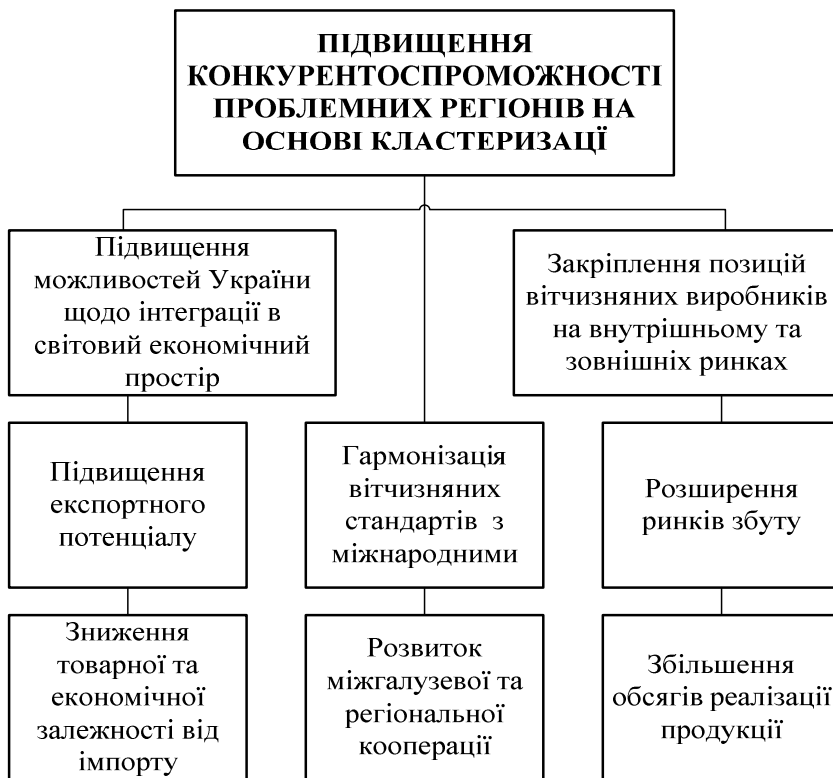 ПІДВИЩЕННЯ
КОНКУРЕНТОСПРОМОЖНОСТІ
ПРОБЛЕМНИХ РЕГІОНІВ НА
ОСНОВІ КЛАСТЕРИЗАЦЇ
Підвищення
можливостей України
щодо інтеграції в
світовий економічний
простір
Закріплення позицій
вітчизняних виробників
на внутрішньому та
зовнішніх ринках
Підвищення
експортного
потенціалу
Гармонізація
вітчизняних
стандартів з
міжнародними
Розширення
ринків збуту
Зниження
товарної та
економічної
залежності від
імпорту
Розвиток
міжгалузевої та
регіональної
кооперації
Збільшення
обсягів реалізації
продукції